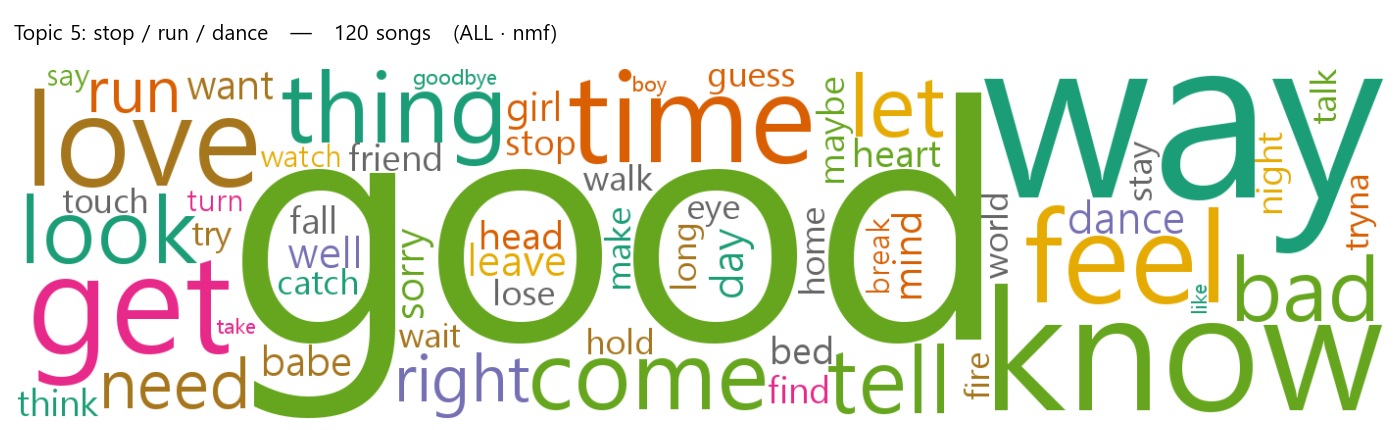 Topic 5: stop / run / dance — 120 songs (ALL · nmf)
say
run
want
goodbye
thing
girl
stop
time
boy
guess
maybe
let
heart
way
talk
love
watch
friend
walk
stay
night
touch
turn
look
try
fall
well
catch
good
sorry
head
leave
lose
make
long
eye
day
home
break
mind
world
feel
dance
tryna
like
bad
get
take
wait
hold
bed
babe
need
think
right
come
find
tell
fire
know